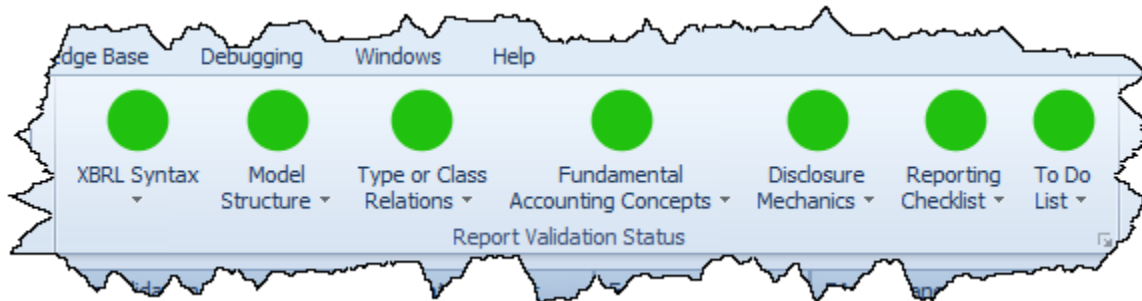 dge Base Debugging Windows Help
XBRL Syntax Model Structure Type or Class Relations Fundamental Accounting Concepts Disclosure Mechanics Reporting Checklist To Do List
Report Validation Status